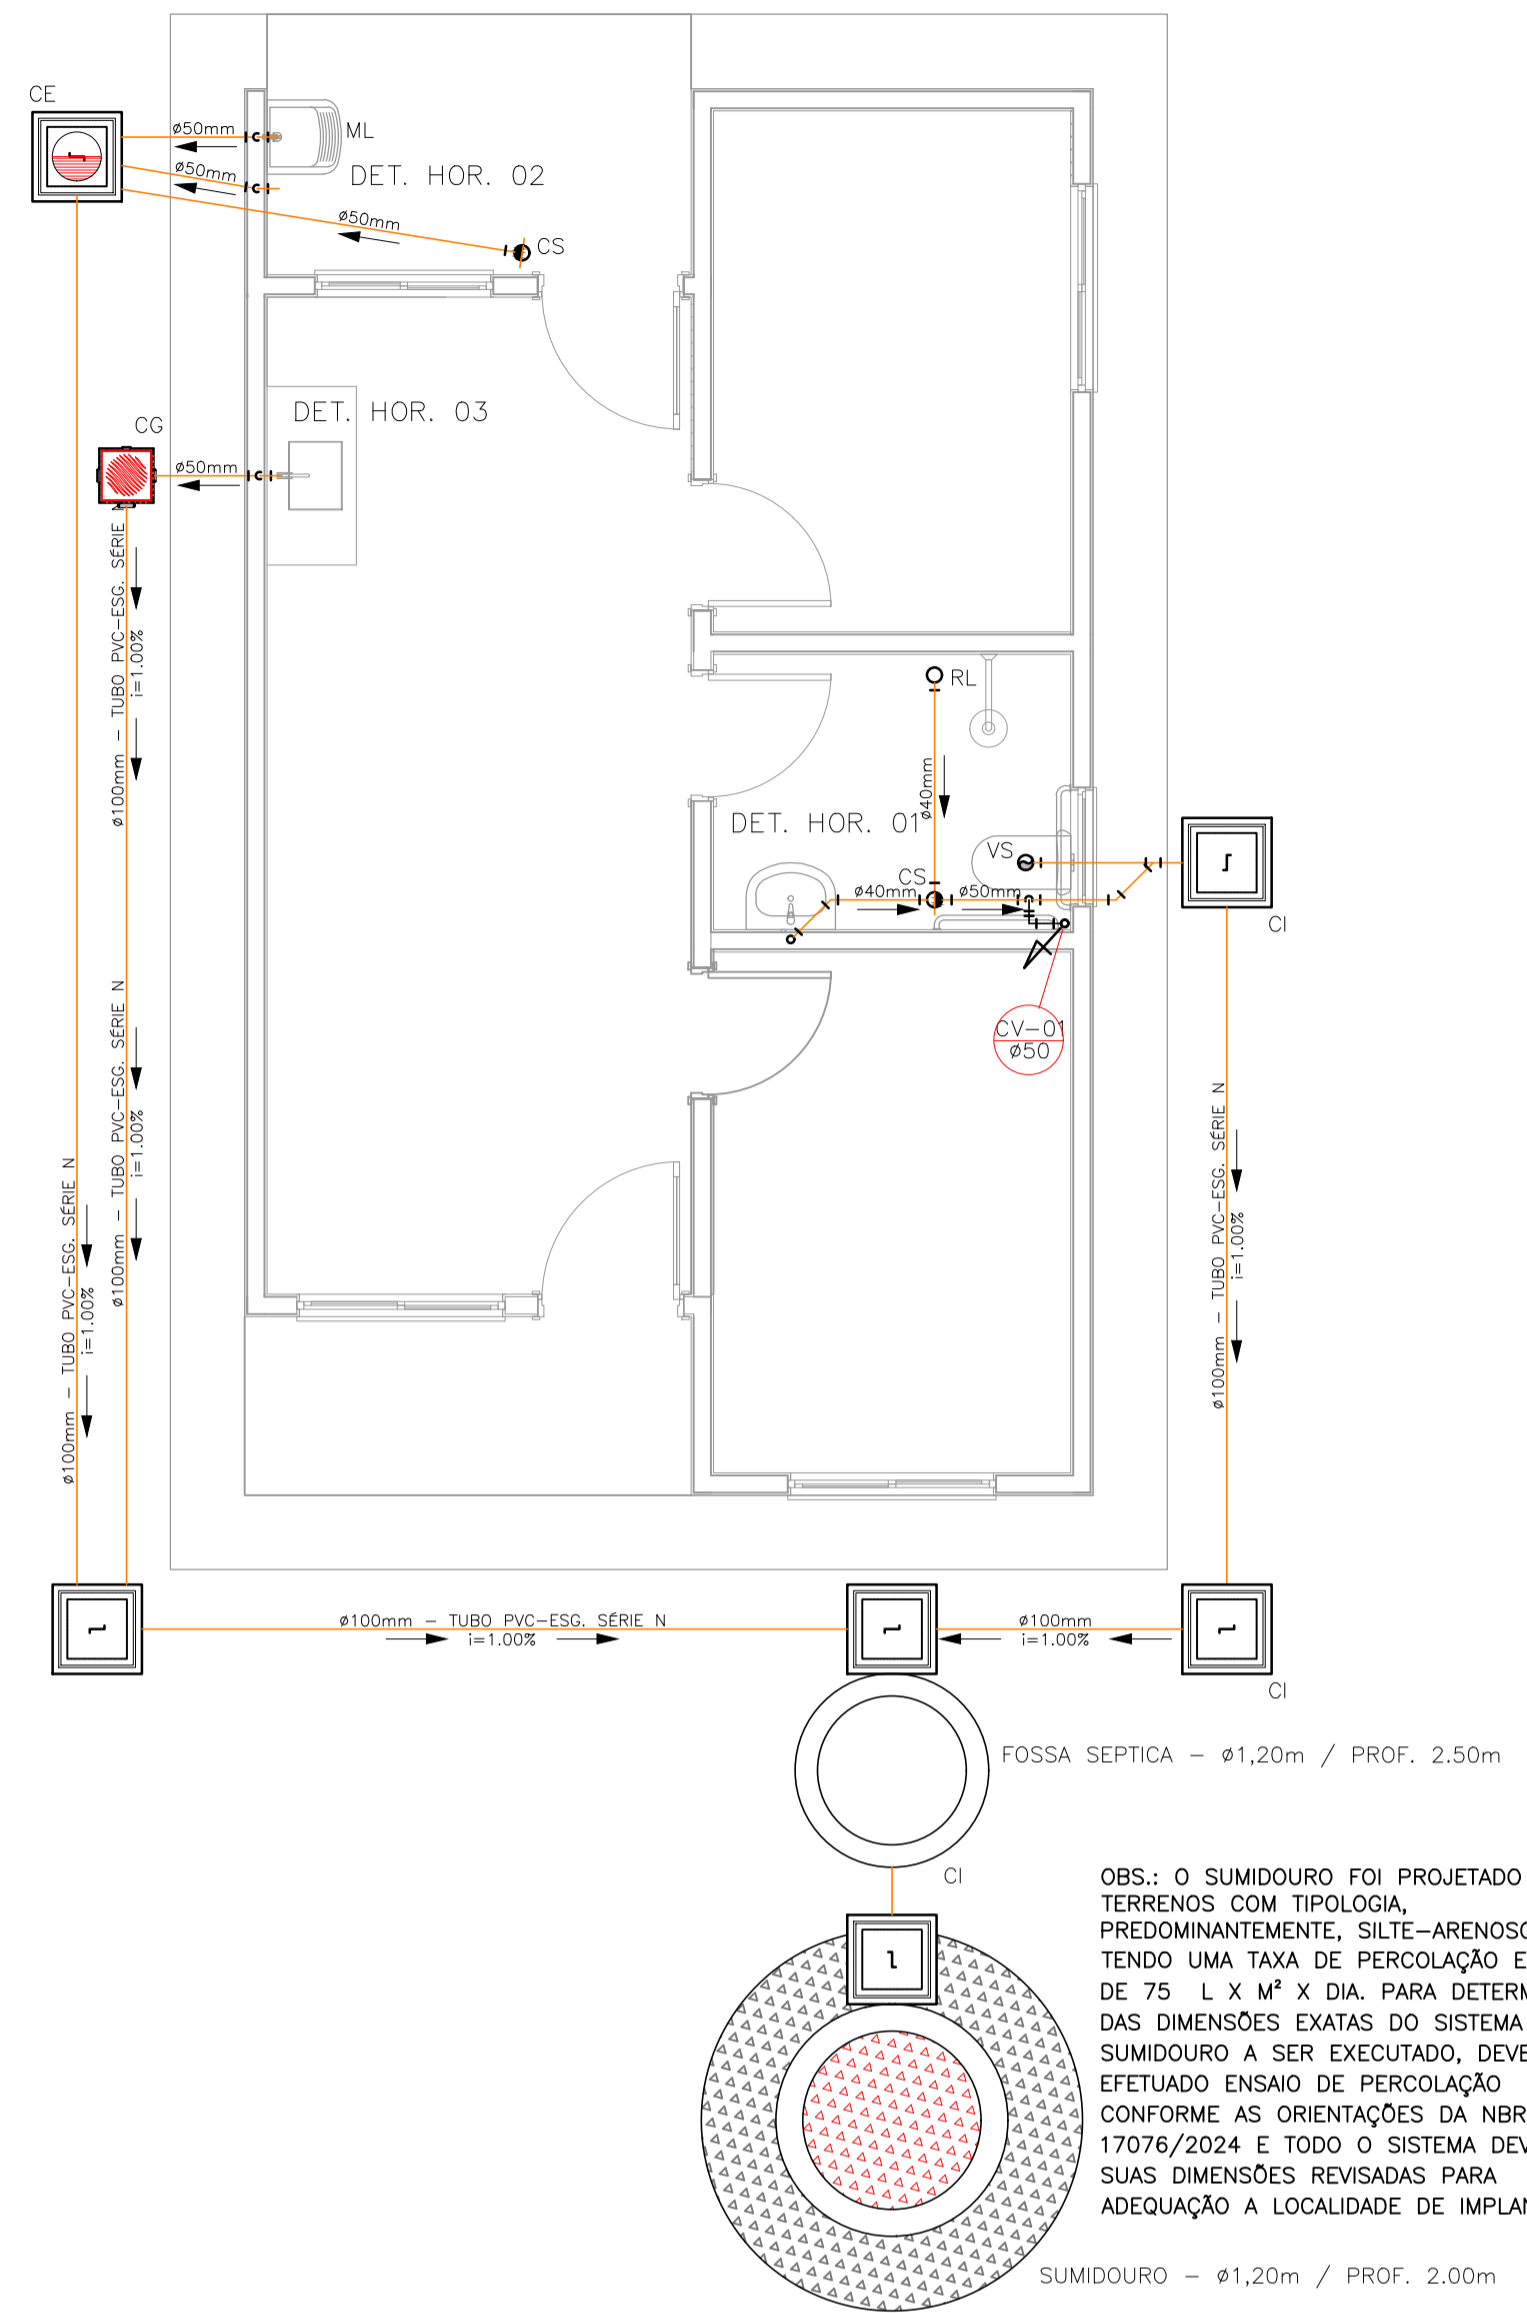 CE
ø50mm
ML
ø50mm
DET. HOR. 02
ø50mm
CS
DET. HOR. 03
CG
ø50mm
ø100mm – TUBO PVC–ESG. SÉRIE N
i=1.00%
RL
ø40mm
DET. HOR. 01
VS
CS
ø40mm
ø50mm
CI
CV–01
ø50
ø100mm – TUBO PVC–ESG. SÉRIE N
i=1.00%
ø100mm – TUBO PVC–ESG. SÉRIE N
i=1.00%
ø100mm – TUBO PVC–ESG. SÉRIE N
i=1.00%
ø100mm – TUBO PVC–ESG. SÉRIE N
i=1.00%
ø100mm
i=1.00%
CI
FOSSA SEPTICA – ø1,20m / PROF. 2.50m
CI
OBS.: O SUMIDOURO FOI PROJETADO
TERRENOS COM TIPOLOGIA,
PREDOMINANTEMENTE, SILTE–ARENOSO
TENDO UMA TAXA DE PERCOLAÇÃO E
DE 75 L X M² X DIA. PARA DETERM
DAS DIMENSÕES EXATAS DO SISTEMA
SUMIDOURO A SER EXECUTADO, DEVE
EFETUADO ENSAIO DE PERCOLAÇÃO
CONFORME AS ORIENTAÇÕES DA NBR
17076/2024 E TODO O SISTEMA DEV
SUAS DIMENSÕES REVISADAS PARA
ADEQUAÇÃO A LOCALIDADE DE IMPLAN
SUMIDOURO – ø1,20m / PROF. 2.00m